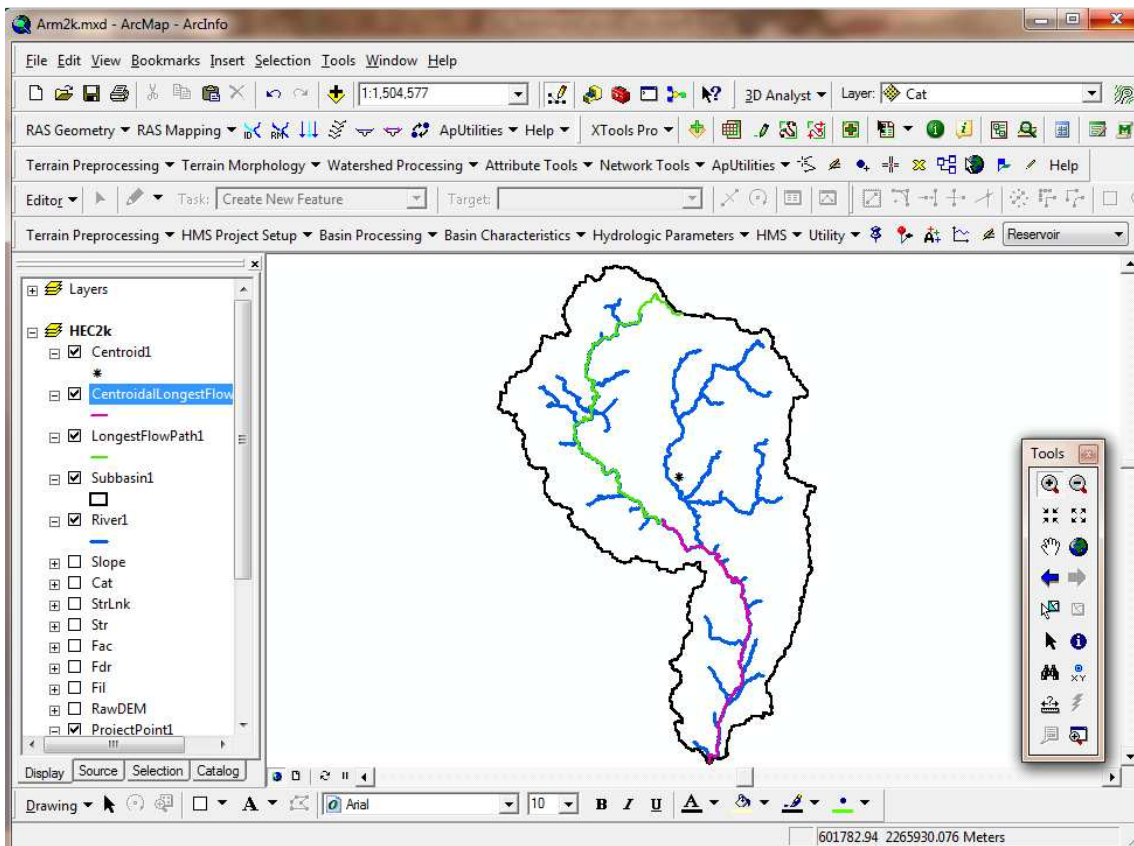 Arm2k.mxd - ArcMap - ArcInfo
File Edit View Bookmarks Insert Selection Tools Window Help
1:1,504,577 3D Analyst Layer: Cat
RAS Geometry RAS Mapping ID RNR ApUtilities Help XTools Pro
Terrain Preprocessing Terrain Morphology Watershed Processing Attribute Tools Network Tools ApUtilities Help
Editor Task: Create New Feature Target:
Terrain Preprocessing HMS Project Setup Basin Processing Basin Characteristics Hydrologic Parameters HMS Utility Reservoir
Layers
HEC2k
Centroid1
CentroidalLongestFlow
LongestFlowPath1
Subbasin1
River1
Slope
Cat
StrLnk
Str
Fac
Fdr
Fil
RawDEM
ProjectPoint1
Tools
XY
Display Source Selection Catalog
Drawing A Arial 10 B I U A
601782.94 2265930.076 Meters